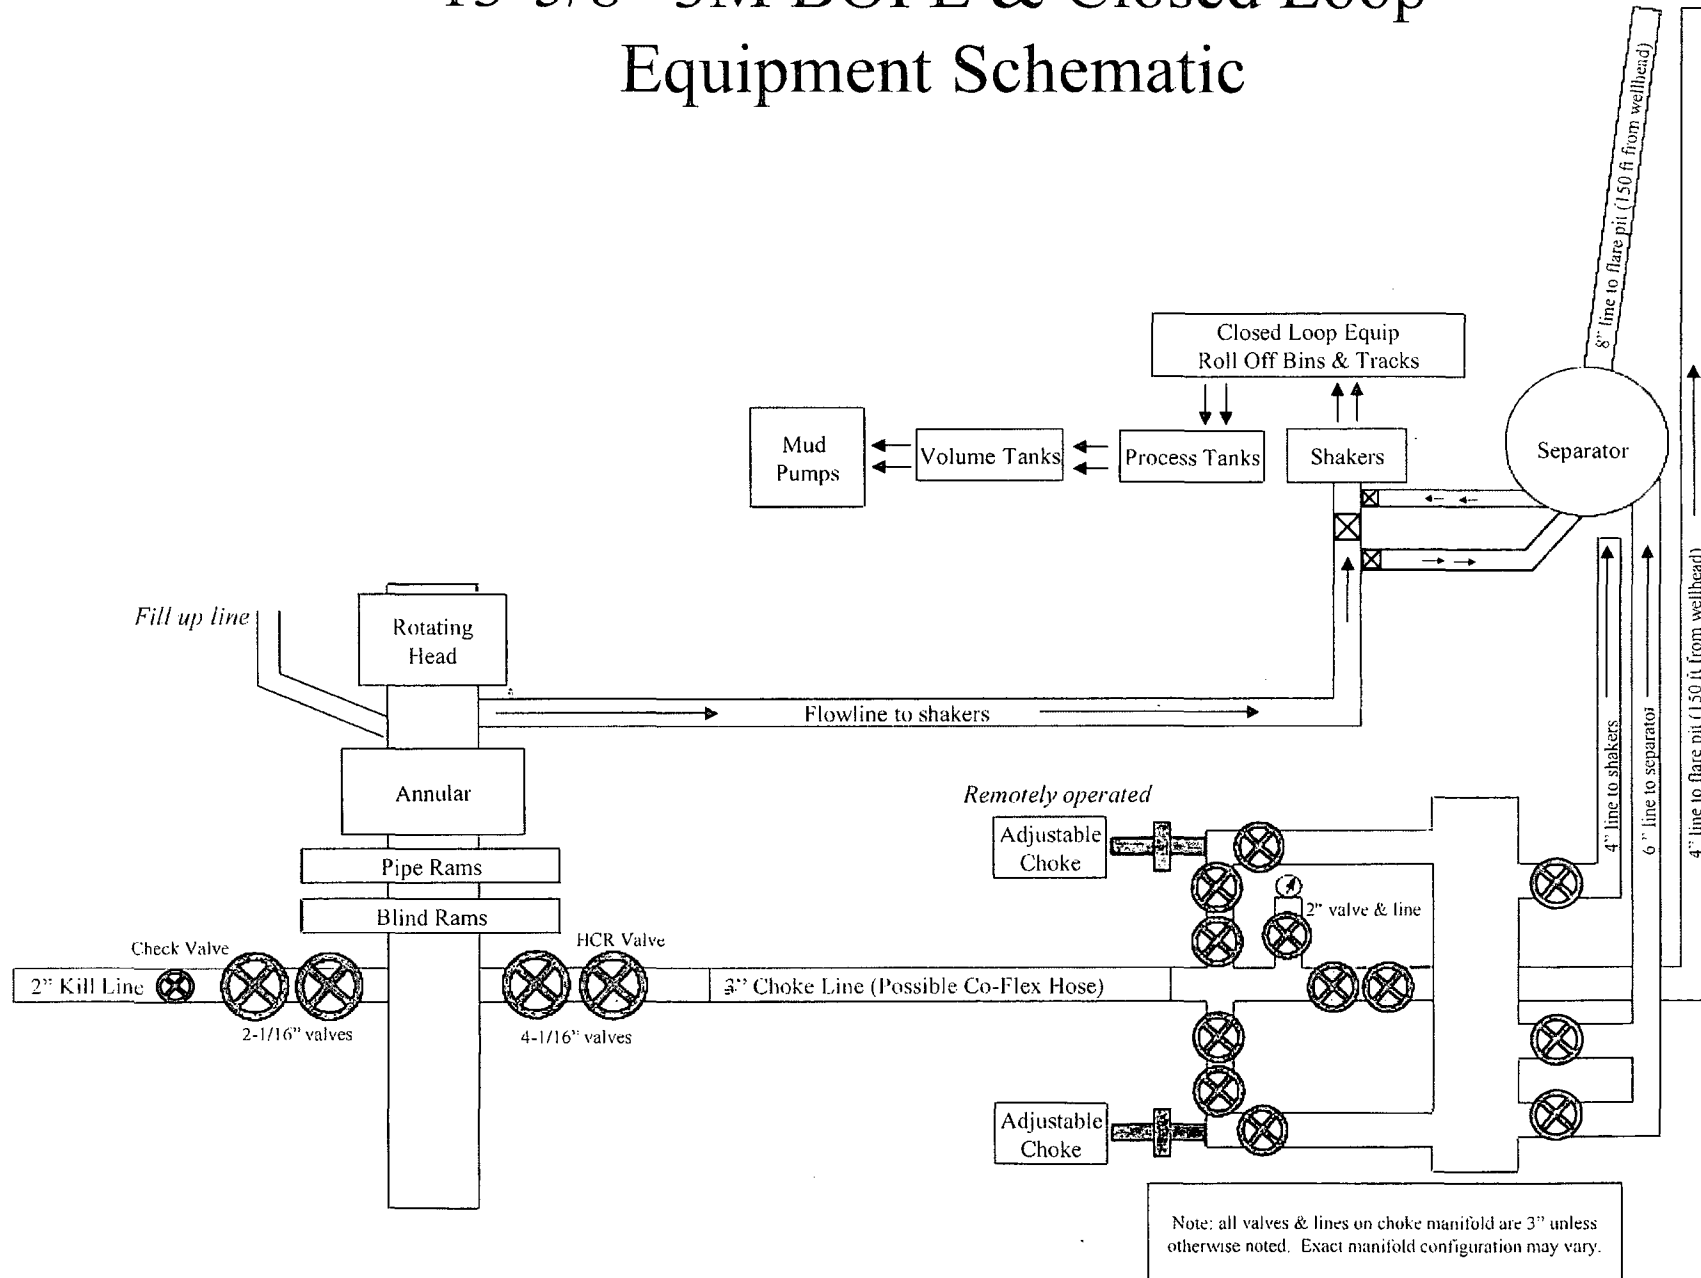 Equipment Schematic
8" line to flare pit (150 ft from wellhead)
Closed Loop Equip
Roll Off Bins & Tracks
Mud
Pumps
Volume Tanks
Process Tanks
Shakers
Separator
Fill up line
Rotating
Head
Flowline to shakers
Annular
Pipe Rams
Blind Rams
Check Valve
HCR Valve
2" Kill Line
3" Choke Line (Possible Co-Flex Hose)
2-1/16" valves
4-1/16" valves
Remotely operated
Adjustable
Choke
2" valve & line
Adjustable
Choke
4" line to shakers
6" line to separator
4" line to flare pit (150 ft from wellhead)
Note: all valves & lines on choke manifold are 3" unless
otherwise noted. Exact manifold configuration may vary.